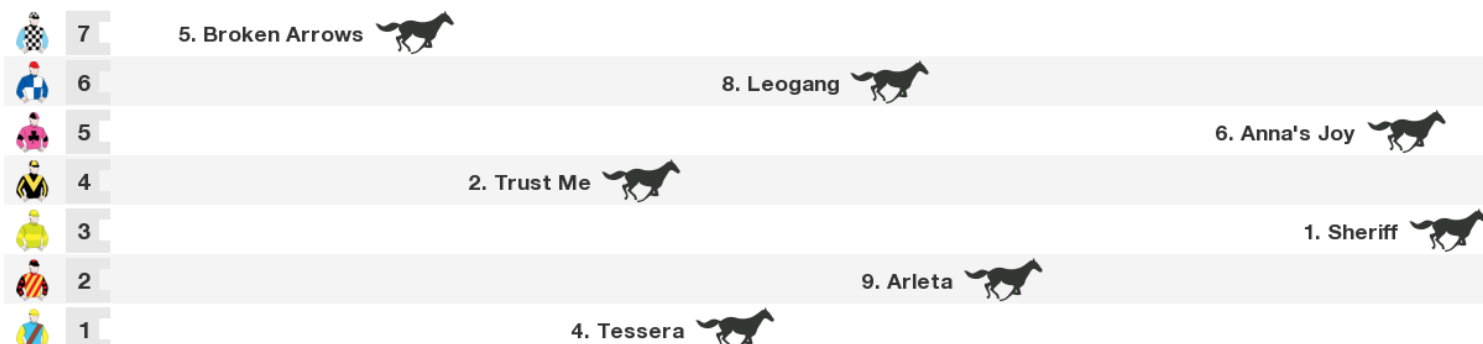 7 5. Broken Arrows
6 8. Leogang
5 6. Anna's Joy
4 2. Trust Me
3 1. Sheriff
2 9. Arleta
1 4. Tessera